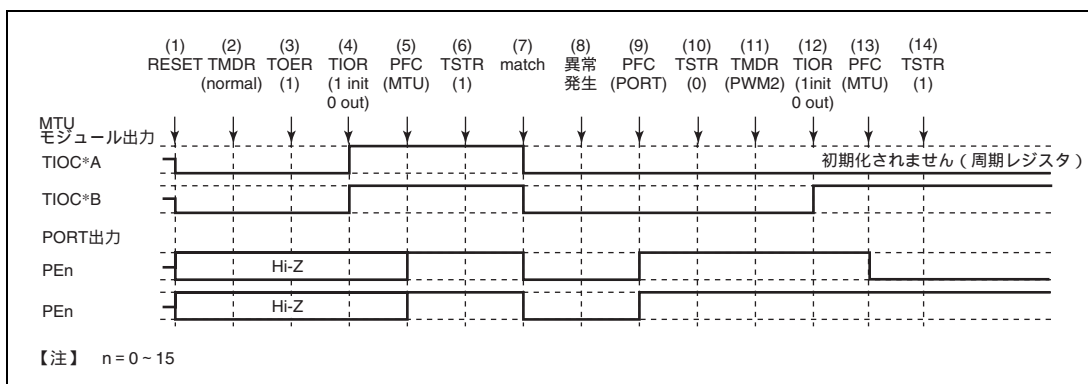 (1) (2) (3) (4) (5) (6) (7) (8) (9) (10) (11) (12) (13) (14)
RESET TMDR TOER TIOR PFC TSTR match 異常 PFC TSTR TMDR TIOR PFC TSTR
(normal) (1) (1 init (MTU) (1) 発生 (PORT) (0) (PWM2) (1init (MTU) (1)
0 out) 0 out)
MTU
モジュール出力
TIOC*A 初期化されません(周期レジスタ)
TIOC*B
PORT出力
PEn Hi-Z
PEn Hi-Z
【注】 n = 0 ~ 15